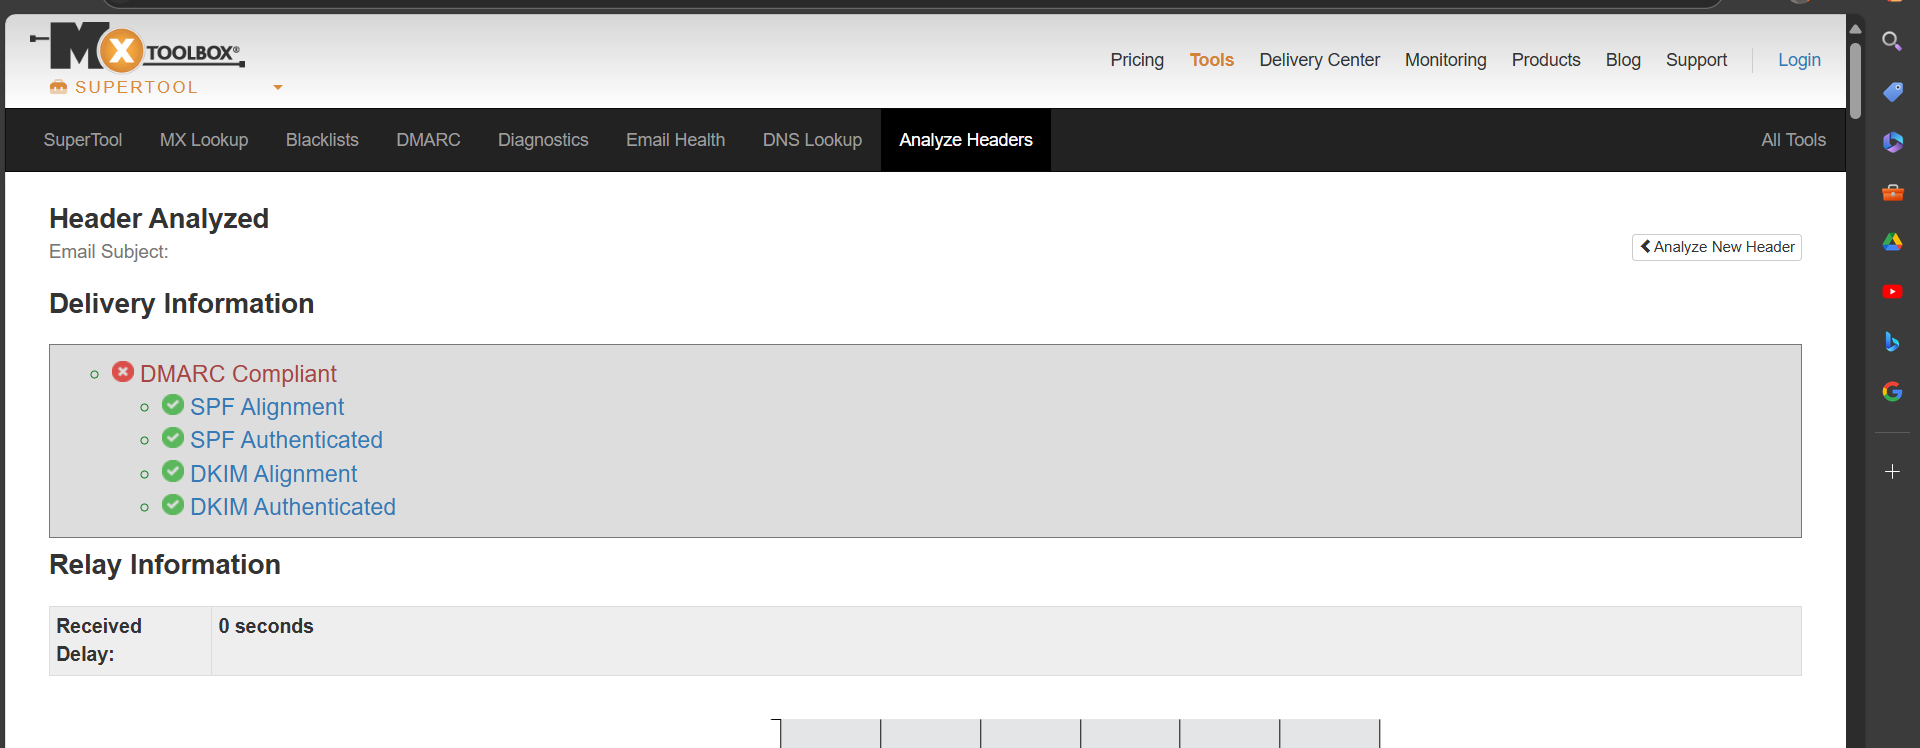 MX TOOLBOX®
SUPERTOOL
Pricing Tools Delivery Center Monitoring Products Blog Support Login
SuperTool MX Lookup Blacklists DMARC Diagnostics Email Health DNS Lookup Analyze Headers All Tools
Header Analyzed
Email Subject:
Analyze New Header
Delivery Information
DMARC Compliant
SPF Alignment
SPF Authenticated
DKIM Alignment
DKIM Authenticated
Relay Information
Received 0 seconds
Delay: